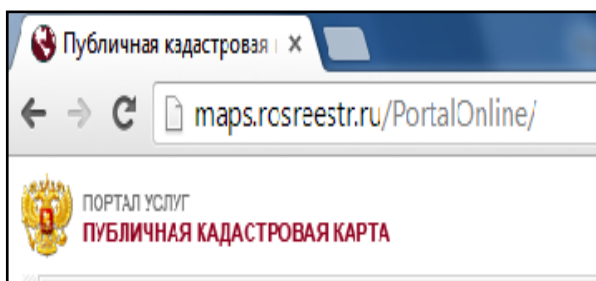 Публичная кадастровая
maps.rosreestr.ru/PortalOnline/
ПОРТАЛ УСЛУГ
ПУБЛИЧНАЯ КАДАСТРОВАЯ КАРТА